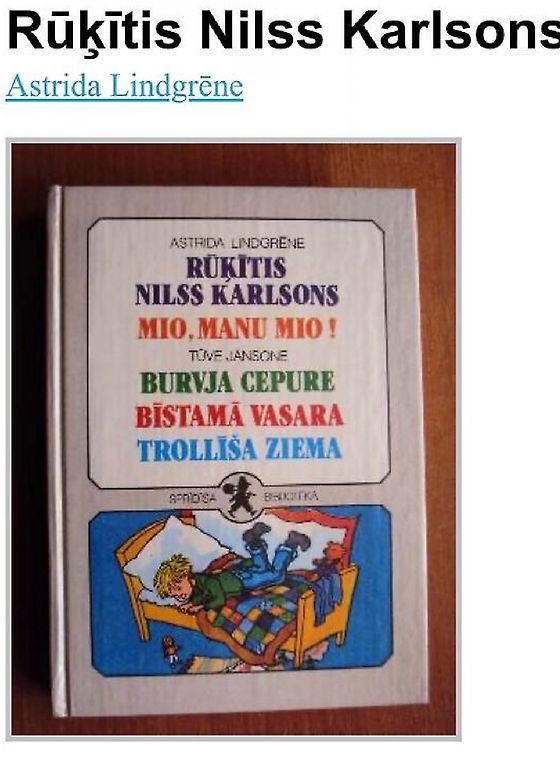 Rūķītis Nilss Karlsons
Astrida Lindgrēne
ASTRIDA LINDGRĒNE
RŪĶĪTIS
NILSS KARLSONS
MIO, MANU MIO !
TŪVE JANSONE
BURVJA CEPURE
BĪSTAMĀ VASARA
TROLLĪŠA ZIEMA
SPRĪDĪŠA BIBLIOTĒKA